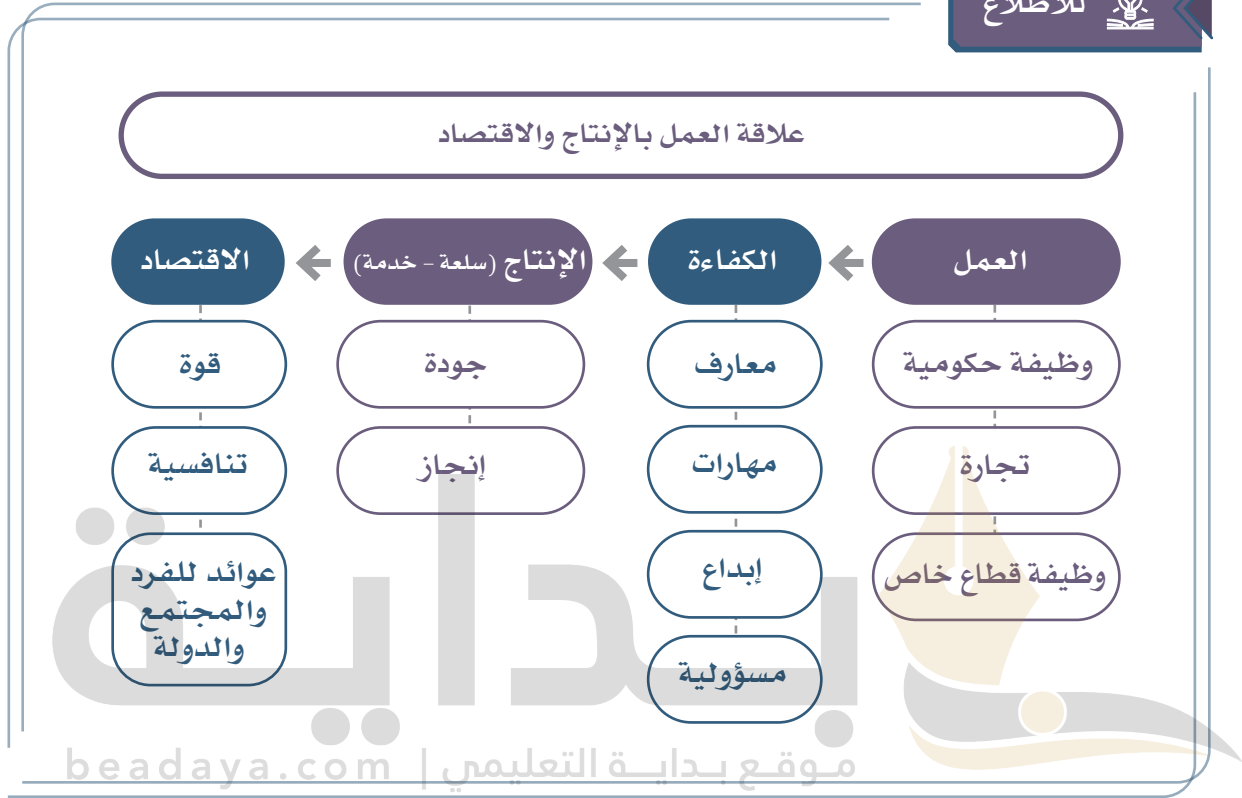 للاطلاع
علاقة العمل بالإنتاج والاقتصاد
العمل
الكفاءة
الإنتاج (سلعة - خدمة)
الاقتصاد
وظيفة حكومية
معارف
جودة
قوة
تجارة
مهارات
إنجاز
تنافسية
وظيفة قطاع خاص
إبداع
عوائد للفرد
والمجتمع
والدولة
مسؤولية
بداية
موقع بداية التعليمي | beadaya.com